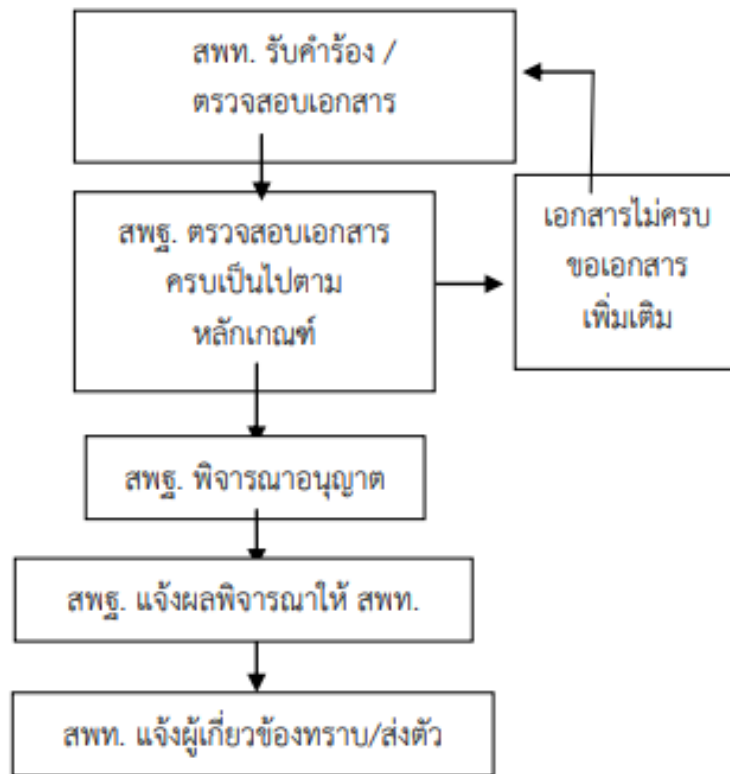 สพท. รับคำร้อง /
ตรวจสอบเอกสาร
สพฐ. ตรวจสอบเอกสาร
ครบเป็นไปตาม
หลักเกณฑ์
เอกสารไม่ครบ
ขอเอกสาร
เพิ่มเติม
สพฐ. พิจารณาอนุญาต
สพฐ. แจ้งผลพิจารณาให้ สพท.
สพท. แจ้งผู้เกี่ยวข้องทราบ/ส่งตัว